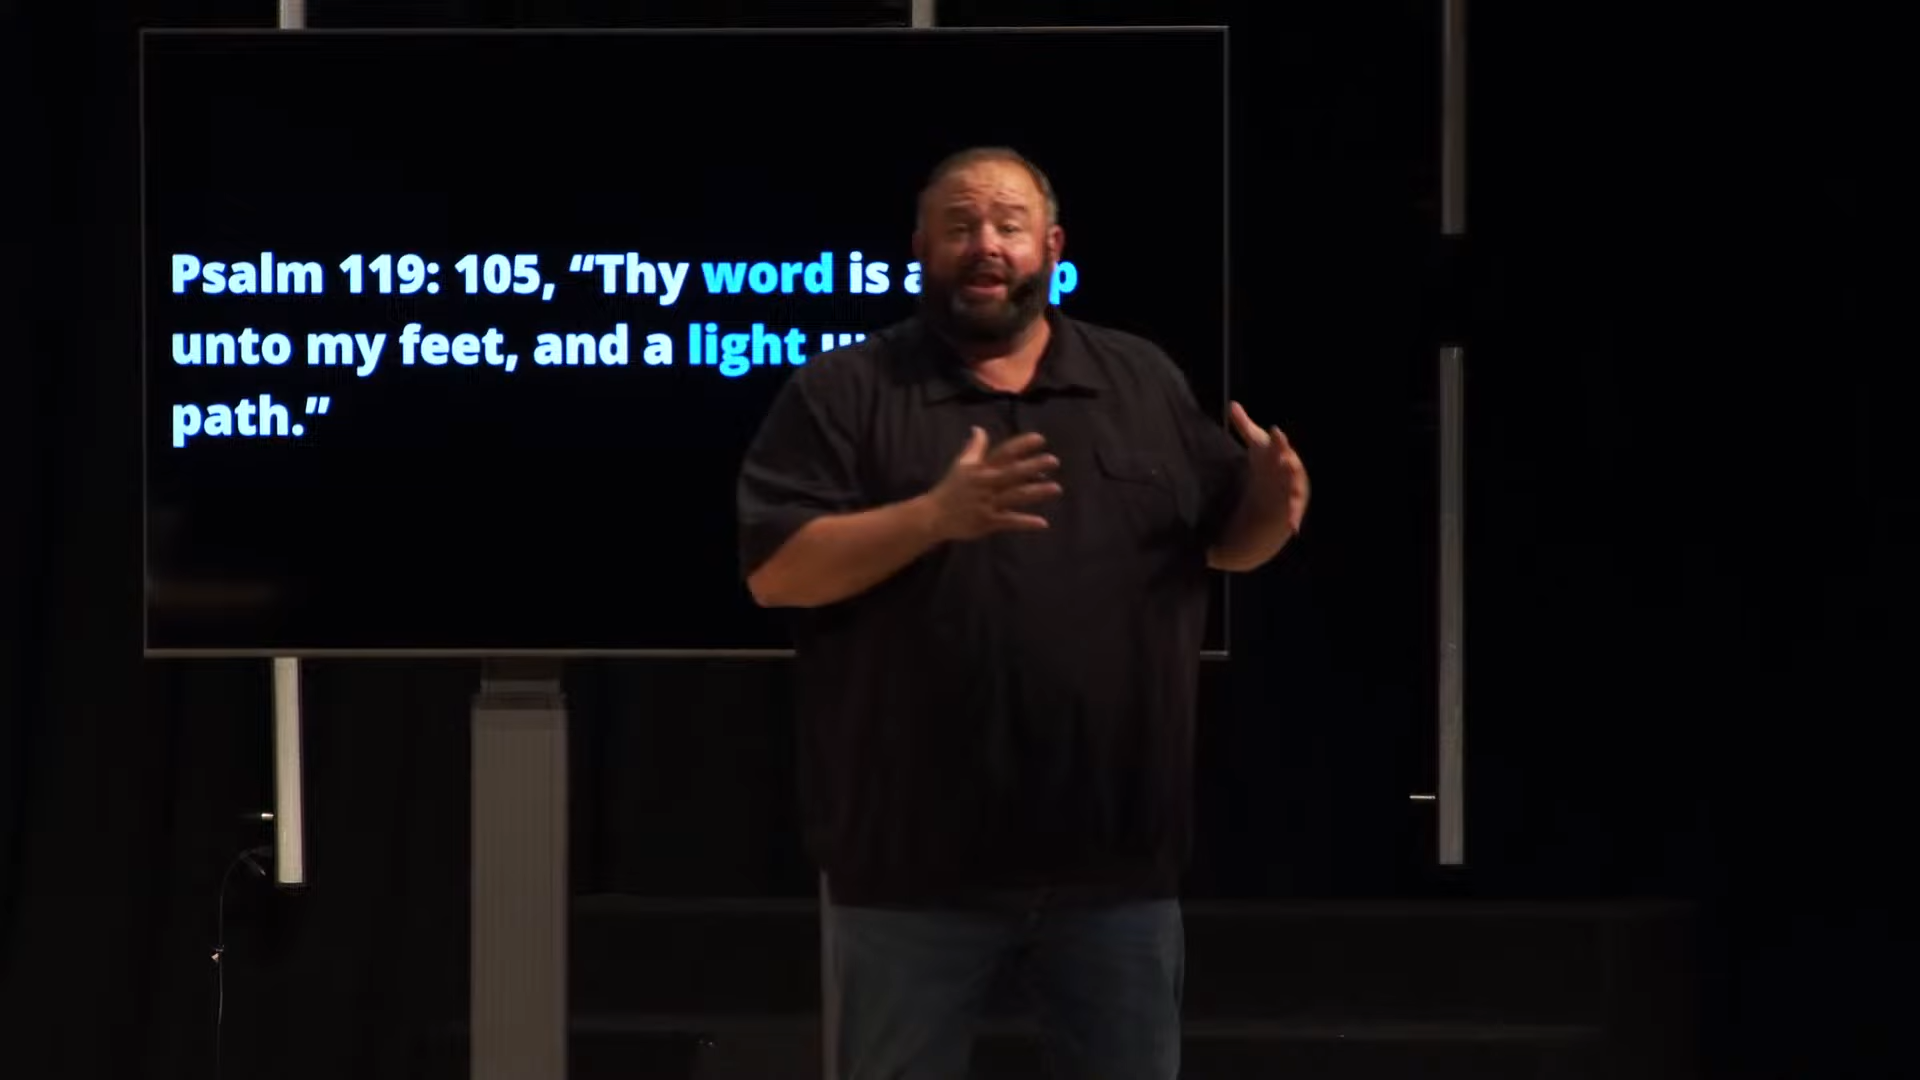 Psalm 119: 105, “Thy word is a
unto my feet, and a light
path.”